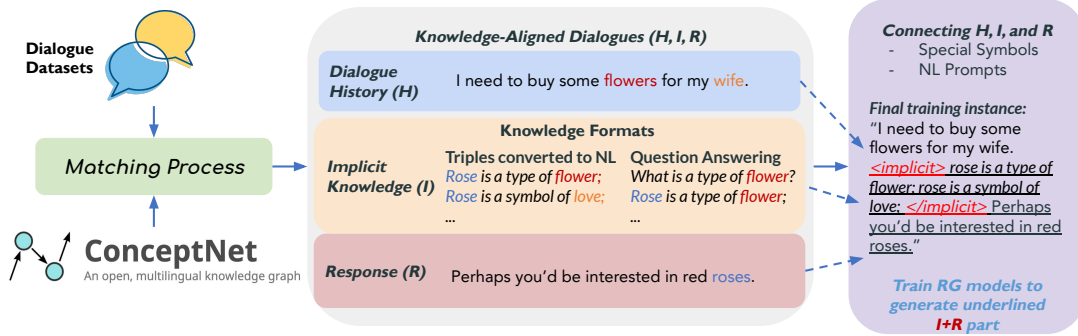 Dialogue
Datasets
Matching Process
ConceptNet
An open, multilingual knowledge graph
Knowledge-Aligned Dialogues (H, I, R)
Dialogue
History (H)
I need to buy some flowers for my wife.
Knowledge Formats
Implicit
Knowledge (I)
Triples converted to NL
Rose is a type of flower;
Rose is a symbol of love;
...
Question Answering
What is a type of flower?
Rose is a type of flower;
...
Response (R)
Perhaps you'd be interested in red roses.
Connecting H, I, and R
- Special Symbols
- NL Prompts
Final training instance:
"I need to buy some
flowers for my wife.
<implicit> rose is a type of
flower; rose is a symbol of
love; </implicit> Perhaps
you'd be interested in red
roses."
Train RG models to
generate underlined
I+R part